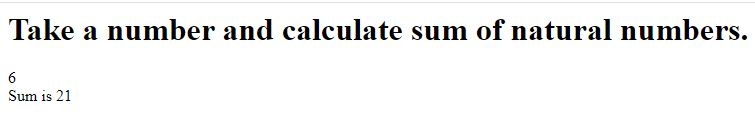 Take a number and calculate sum of natural numbers.
6
Sum is 21